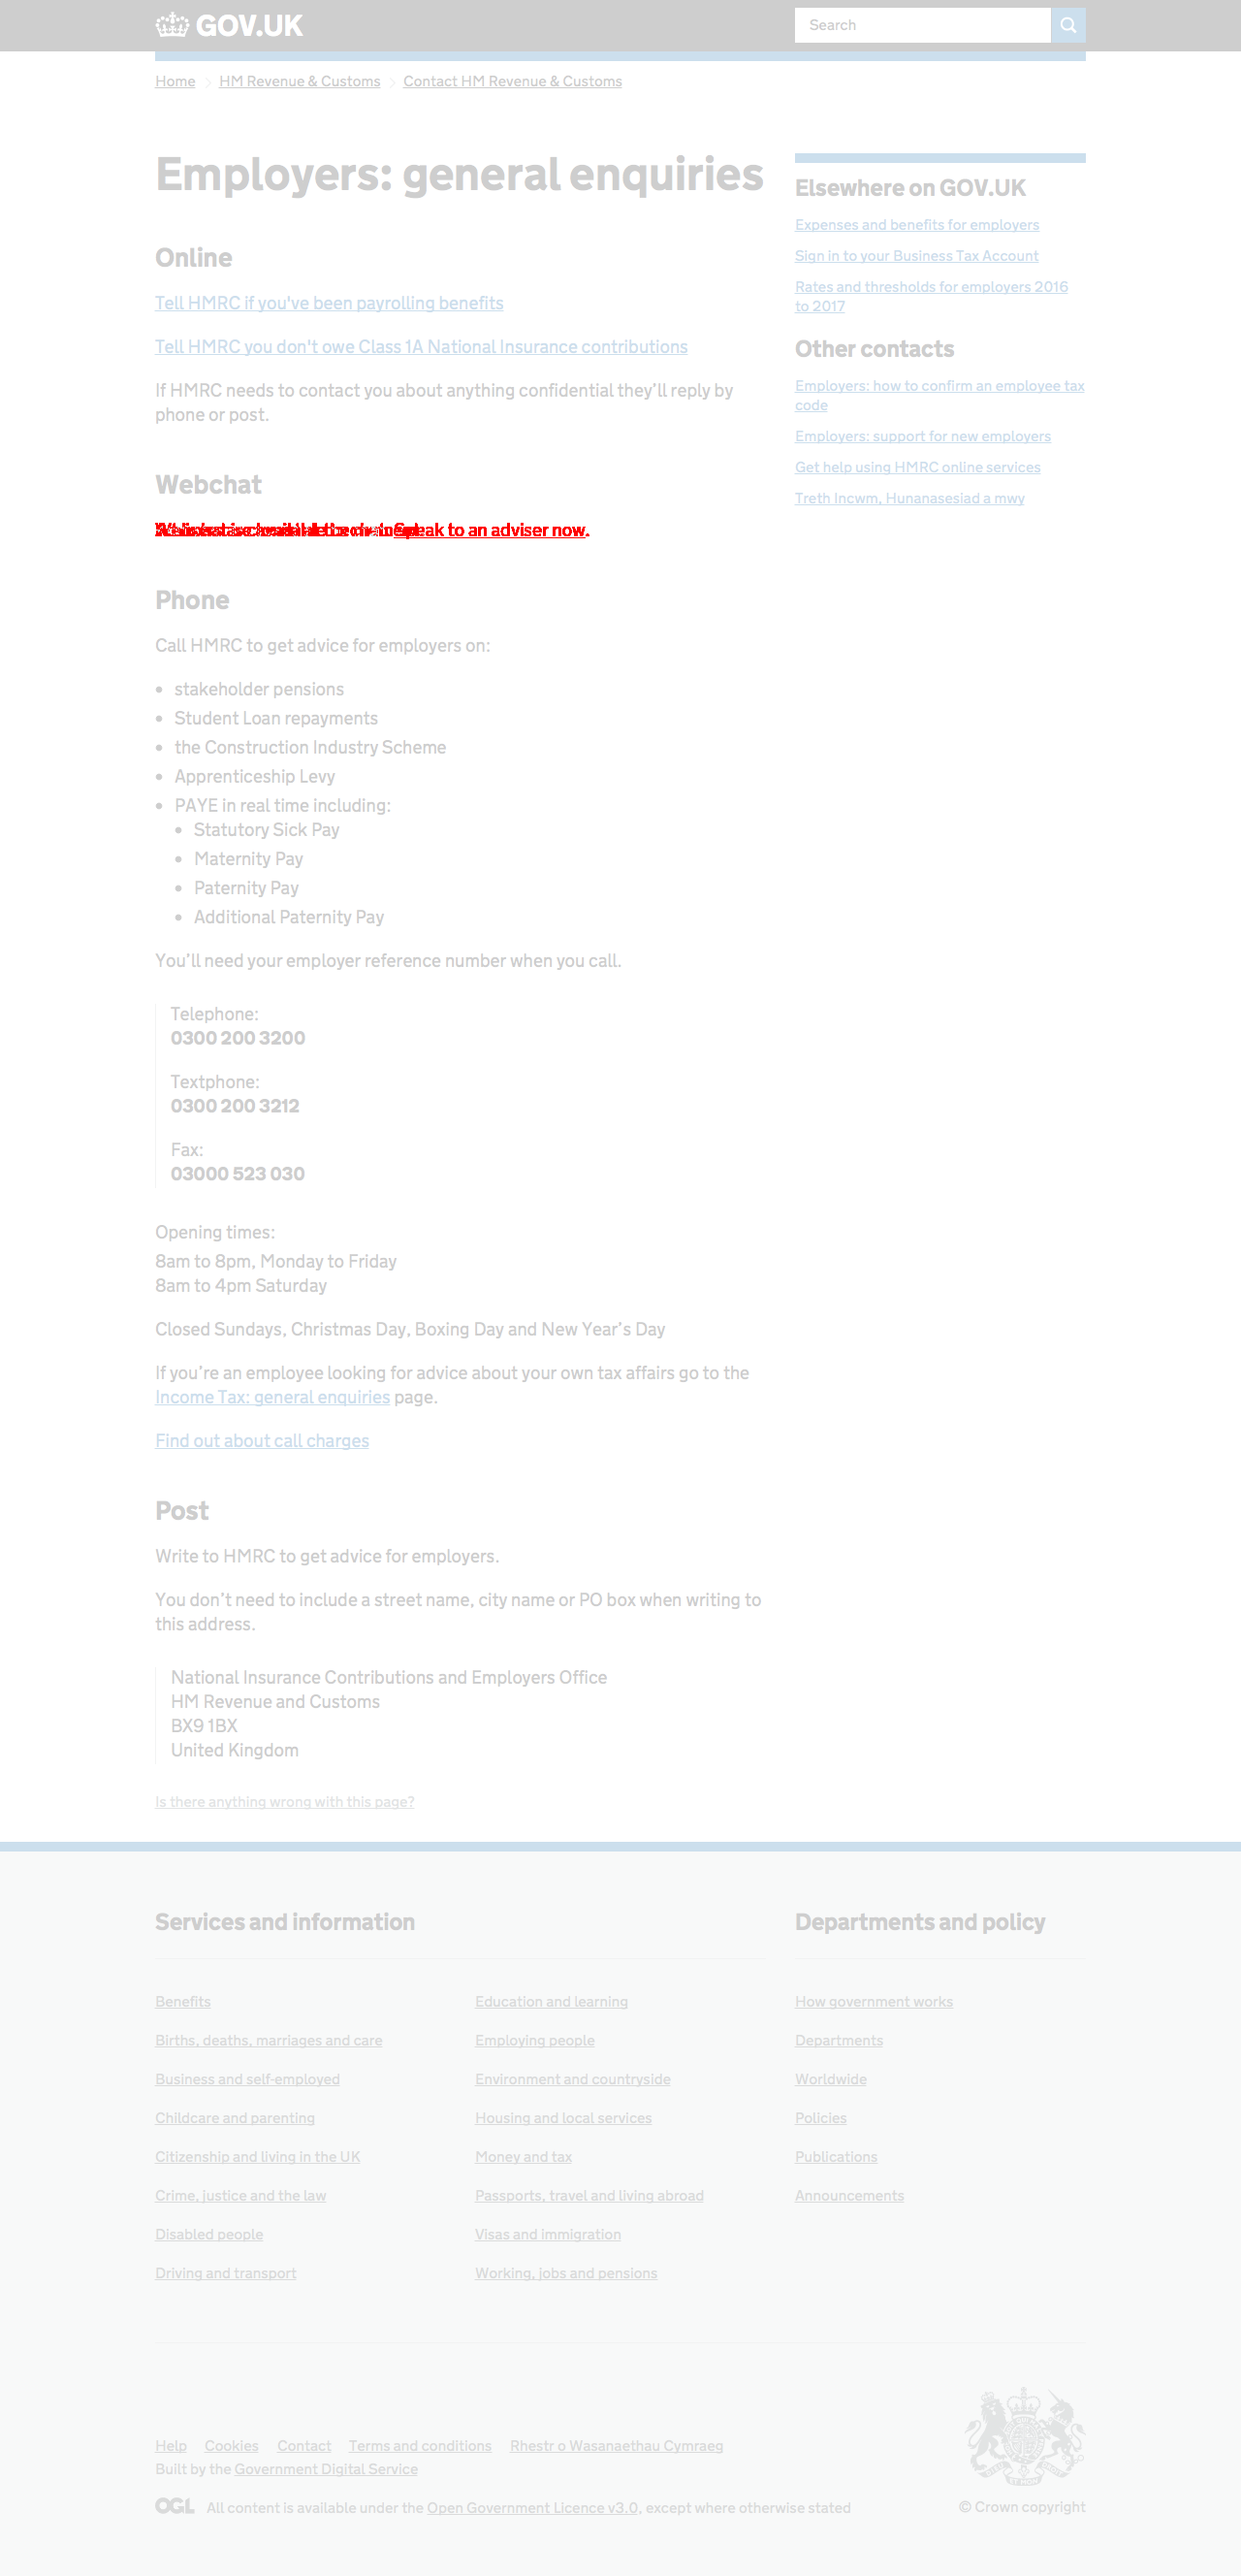 GOV.UK
Search
Home
HM Revenue & Customs
Contact HM Revenue & Customs
Employers: general enquiries
Online
Tell HMRC if you've been payrolling benefits
Tell HMRC you don't owe Class 1A National Insurance contributions
If HMRC needs to contact you about anything confidential they’ll reply by
phone or post.
Webchat
Speak to an adviser now.
Phone
Call HMRC to get advice for employers on:
• stakeholder pensions
• Student Loan repayments
• the Construction Industry Scheme
• Apprenticeship Levy
• PAYE in real time including:
• Statutory Sick Pay
• Maternity Pay
• Paternity Pay
• Additional Paternity Pay
You’ll need your employer reference number when you call.
Telephone:
0300 200 3200
Textphone:
0300 200 3212
Fax:
03000 523 030
Opening times:
8am to 8pm, Monday to Friday
8am to 4pm Saturday
Closed Sundays, Christmas Day, Boxing Day and New Year’s Day
If you’re an employee looking for advice about your own tax affairs go to the
Income Tax: general enquiries page.
Find out about call charges
Post
Write to HMRC to get advice for employers.
You don’t need to include a street name, city name or PO box when writing to
this address.
National Insurance Contributions and Employers Office
HM Revenue and Customs
BX9 1BX
United Kingdom
Is there anything wrong with this page?
Elsewhere on GOV.UK
Expenses and benefits for employers
Sign in to your Business Tax Account
Rates and thresholds for employers 2016
to 2017
Other contacts
Employers: how to confirm an employee tax
code
Employers: support for new employers
Get help using HMRC online services
Treth Incwm, Hunanasesiad a mwy
Services and information
Benefits
Births, deaths, marriages and care
Business and self-employed
Childcare and parenting
Citizenship and living in the UK
Crime, justice and the law
Disabled people
Driving and transport
Education and learning
Employing people
Environment and countryside
Housing and local services
Money and tax
Passports, travel and living abroad
Visas and immigration
Working, jobs and pensions
Departments and policy
How government works
Departments
Worldwide
Policies
Publications
Announcements
Help
Cookies
Contact
Terms and conditions
Rhestr o Wasanaethau Cymraeg
Built by the Government Digital Service
OGL
All content is available under the Open Government Licence v3.0, except where otherwise stated
© Crown copyright